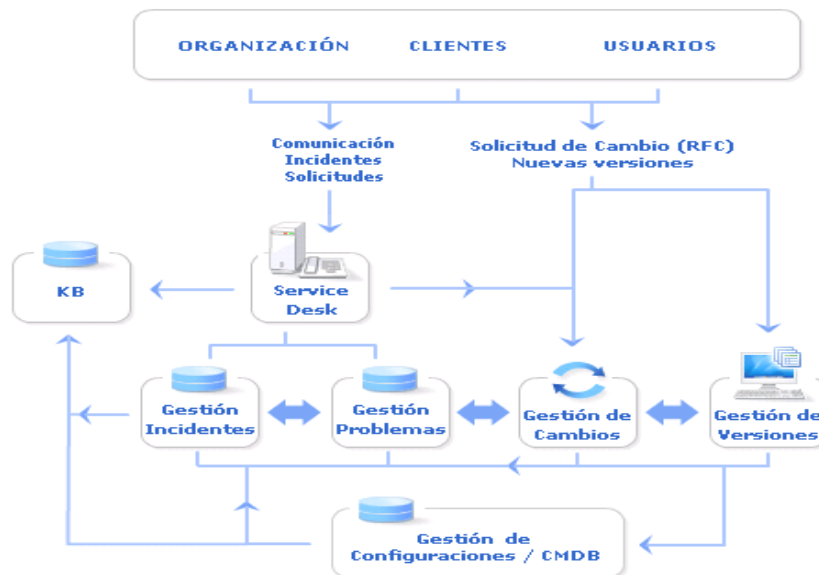 ORGANIZACIÓN CLIENTES USUARIOS
Comunicación
Incidentes
Solicitudes
Solicitud de Cambio (RFC)
Nuevas versiones
KB
Service
Desk
Gestión
Incidentes
Gestión
Problemas
Gestión de
Cambios
Gestión de
Versiones
Gestión de
Configuraciones / CMDB